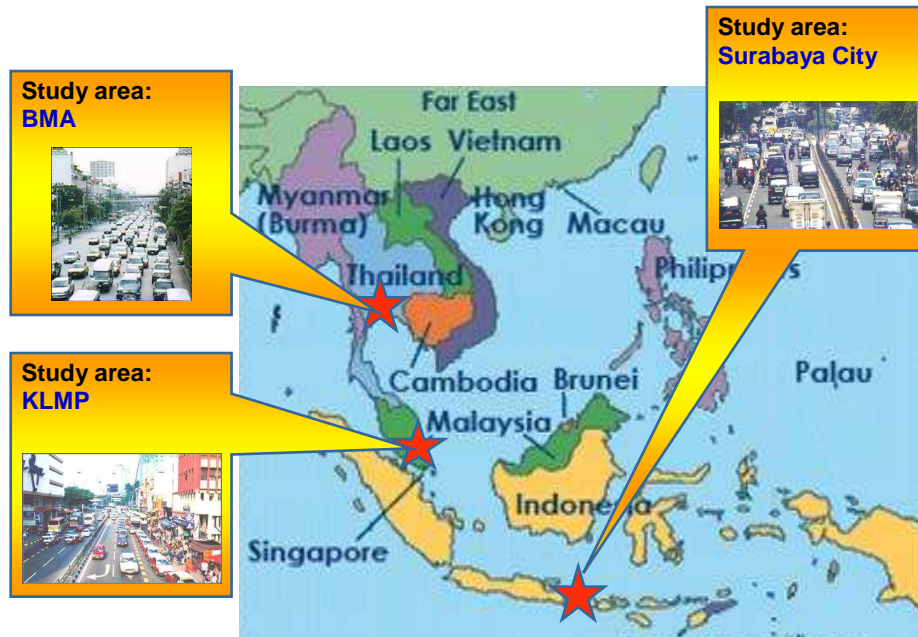 Study area:
Surabaya City
Study area:
BMA
Far East
Laos Vietnam
Myanmar
(Burma)
Hong
Kong
Macau
Thailand
Philippines
Study area:
KLMP
Cambodia
Brunei
Palau
Malaysia
Indonesia
Singapore